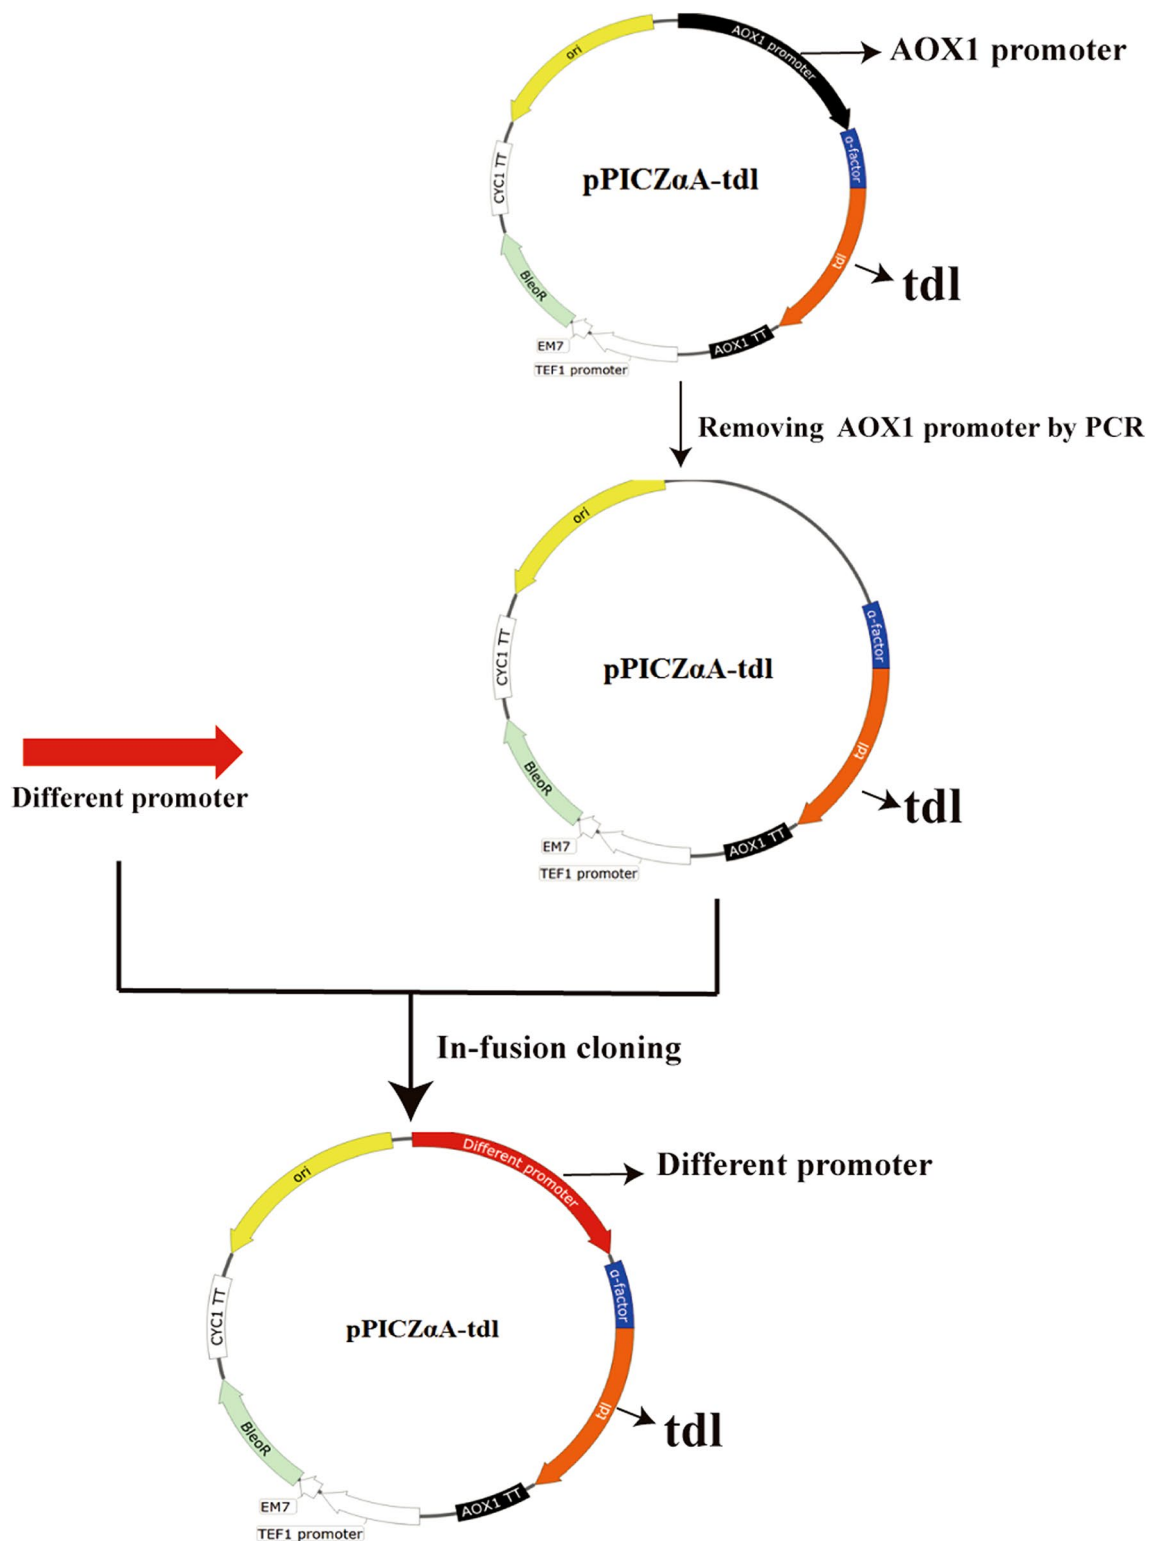 ori
AOX1 promoter
AOX1 promoter
α-factor
CYC1 TT
pPICZαA-tdl
tdl
tdl
BleoR
EM7
AOX1 TT
TEF1 promoter
Removing AOX1 promoter by PCR
ori
α-factor
CYC1 TT
pPICZαA-tdl
tdl
tdl
BleoR
EM7
AOX1 TT
TEF1 promoter
Different promoter
In-fusion cloning
Different promoter
Different promoter
ori
α-factor
CYC1 TT
pPICZαA-tdl
tdl
tdl
BleoR
EM7
AOX1 TT
TEF1 promoter